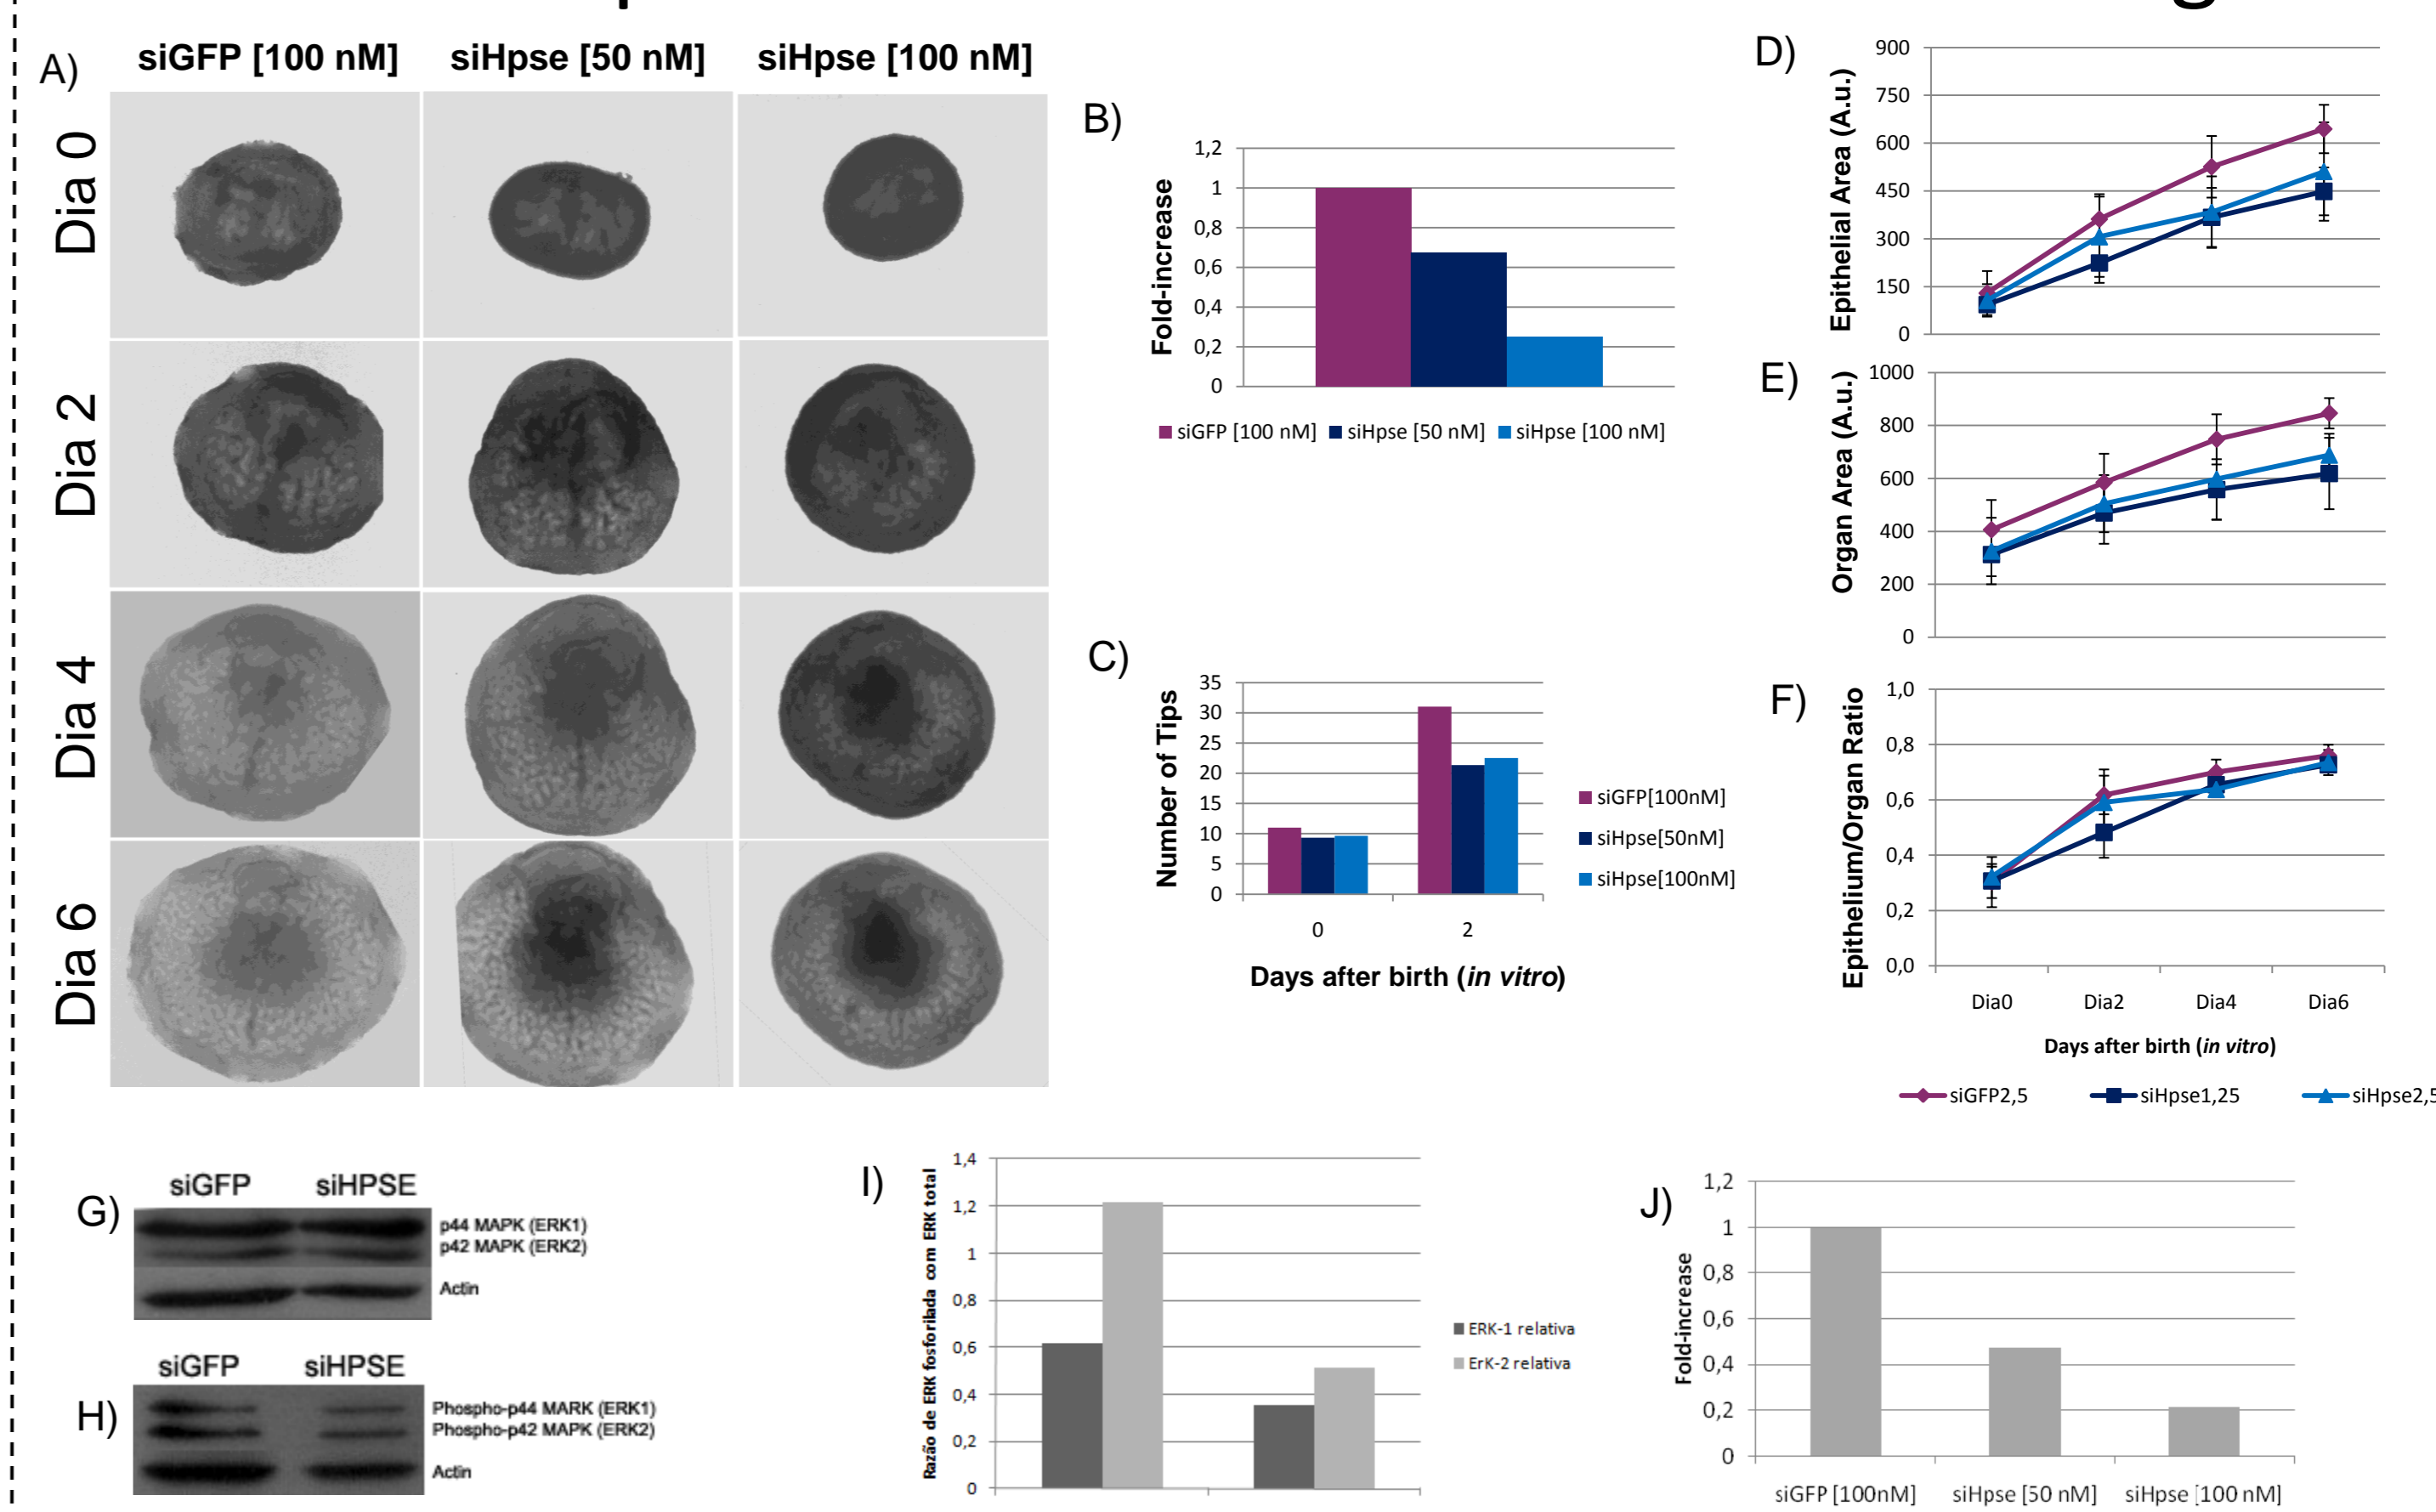 A)
siGFP [100 nM] siHpse [50 nM] siHpse [100 nM]
Dia 0
Dia 2
Dia 4
Dia 6
B)
Fold-increase
1,2
1
0,8
0,6
0,4
0,2
0
siGFP [100 nM] siHpse [50 nM] siHpse [100 nM]
C)
Number of Tips
35
30
25
20
15
10
5
0
0 2
Days after birth (in vitro)
siGFP[100nM]
siHpse[50nM]
siHpse[100nM]
D)
Epithelial Area (A.u.)
900
750
600
450
300
150
0
E)
Organ Area (A.u.)
1000
800
600
400
200
0
F)
Epithelium/Organ Ratio
1,0
0,8
0,6
0,4
0,2
0,0
Dia0 Dia2 Dia4 Dia6
Days after birth (in vitro)
siGFP2,5 siHpse1,25 siHpse2,5
G)
siGFP siHPSE
p44 MAPK (ERK1)
p42 MAPK (ERK2)
Actin
H)
siGFP siHPSE
Phospho-p44 MARK (ERK1)
Phospho-p42 MAPK (ERK2)
Actin
I)
Razão de ERK fosforilada com ERK total
1,4
1,2
1
0,8
0,6
0,4
0,2
0
ERK-1 relativa
ErK-2 relativa
J)
Fold-increase
1,2
1
0,8
0,6
0,4
0,2
0
siGFP [100nM] siHpse [50 nM] siHpse [100 nM]